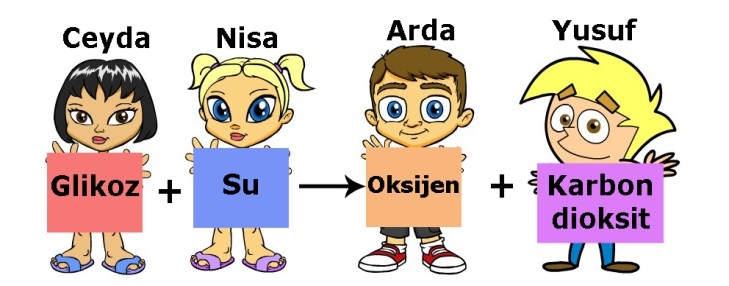 Ceyda Nisa Arda Yusuf
Glikoz + Su → Oksijen + Karbon
dioksit